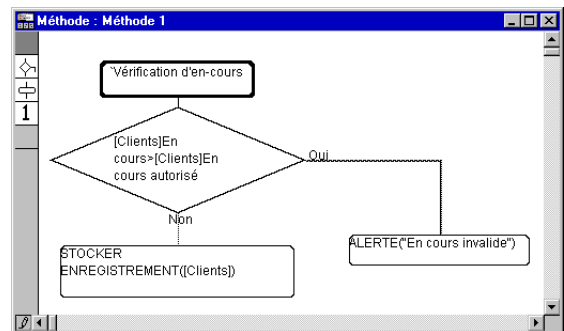 Méthode : Méthode 1
`Vérification d'en-cours
[Clients]En
cours>[Clients]En
cours autorisé
Oui
Non
STOCKER
ENREGISTREMENT([Clients])
ALERTE("En cours invalide")
1